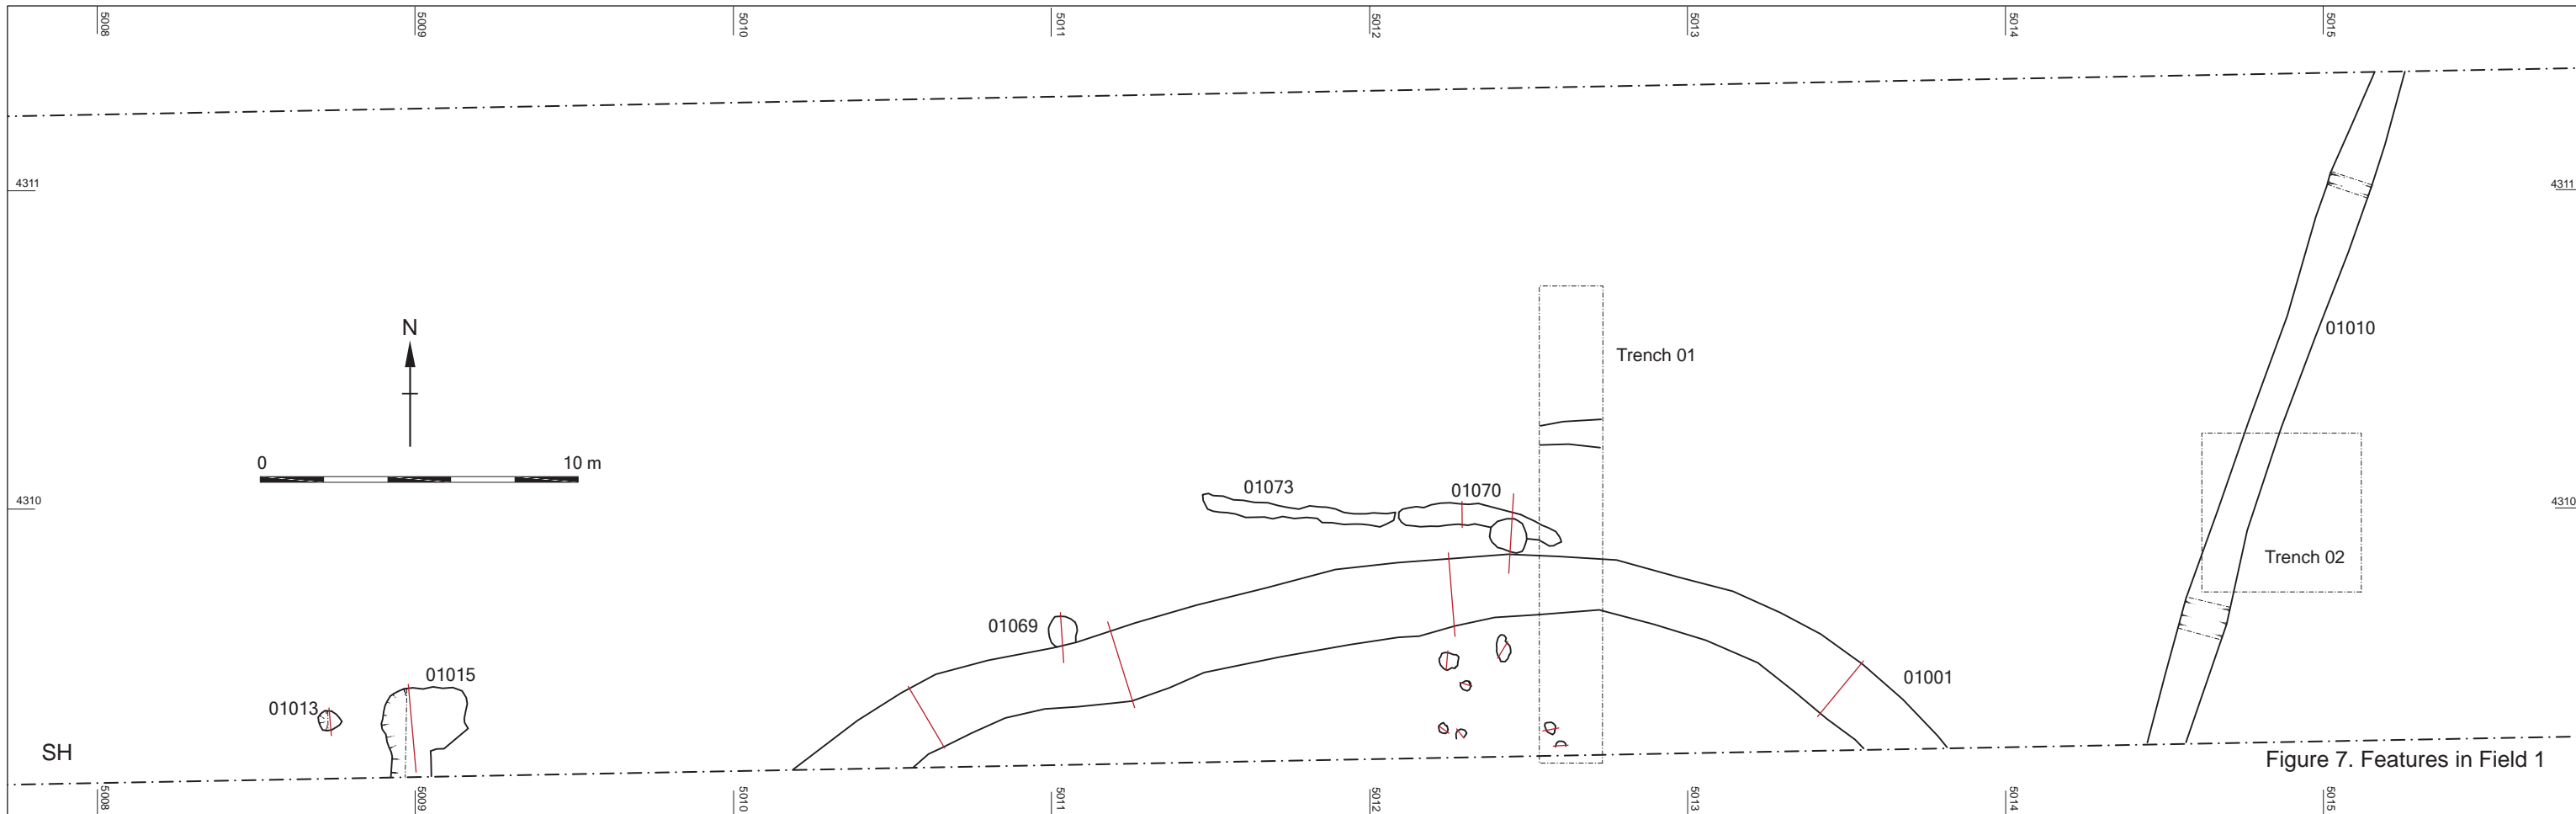 5008 5009 5010 5011 5012 5013 5014 5015
4311 4311
N
01010
Trench 01
0 10 m
01073 01070
4310 4310
Trench 02
01069
01015 01001
01013
SH
Figure 7. Features in Field 1
5008 5009 5010 5011 5012 5013 5014 5015